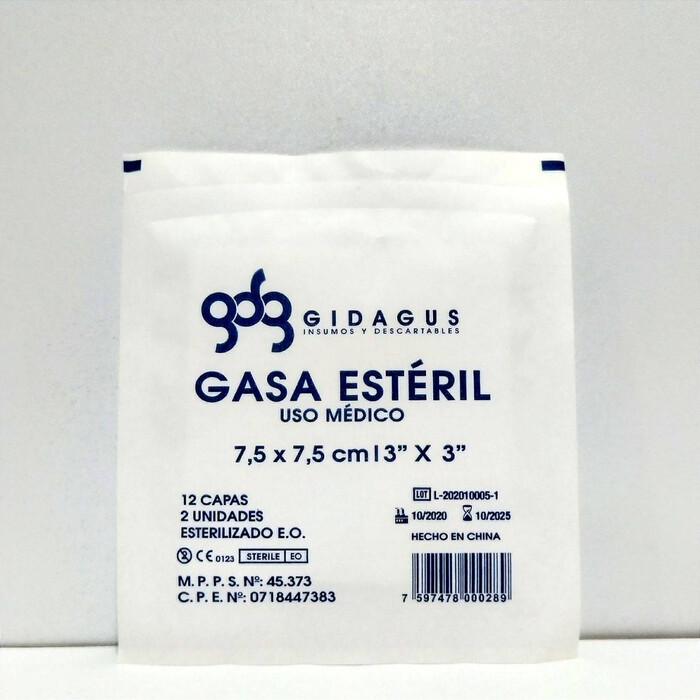 gdg GIDAGUS
INSUMOS Y DESCARTABLES
GASA ESTÉRIL
USO MÉDICO
7,5 x 7,5 cm | 3” X 3”
12 CAPAS
2 UNIDADES
ESTERILIZADO E.O.
2 CE 0123 STERILE EO
M. P. P. S. Nº: 45.373
C. P. E. Nº: 0718447383
LOT L-202010005-1
10/2020 10/2025
HECHO EN CHINA
7 597478 000289